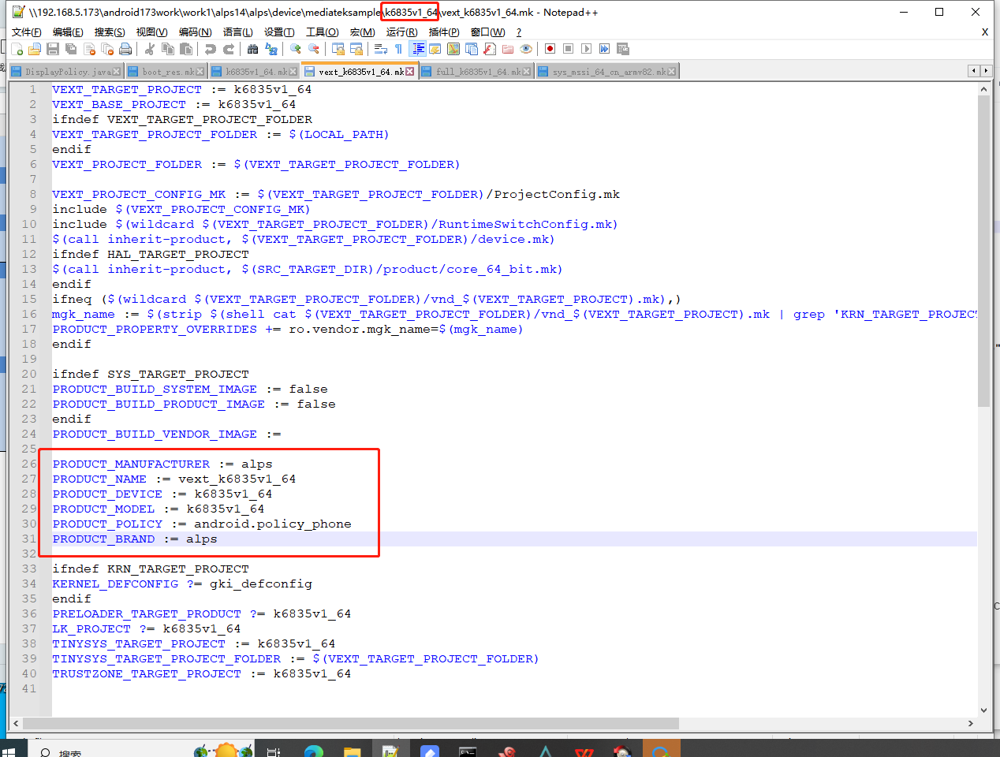 \\192.168.5.173\android173work\work1\alps14\alps\device\mediateksample\k6835v1_64\vext_k6835v1_64.mk - Notepad++
文件(F) 编辑(E) 搜索(S) 视图(V) 编码(N) 语言(L) 设置(T) 工具(O) 宏(M) 运行(R) 插件(P) 窗口(W) ? X
DisplayPolicy.java boot_res.mk k6835v1_64.mk vext_k6835v1_64.mk full_k6835v1_64.mk sys_mssi_64_cn_armv82.mk
1 VEXT_TARGET_PROJECT := k6835v1_64
2 VEXT_BASE_PROJECT := k6835v1_64
3 ifndef VEXT_TARGET_PROJECT_FOLDER
4 VEXT_TARGET_PROJECT_FOLDER := $(LOCAL_PATH)
5 endif
6 VEXT_PROJECT_FOLDER := $(VEXT_TARGET_PROJECT_FOLDER)
7
8 VEXT_PROJECT_CONFIG_MK := $(VEXT_TARGET_PROJECT_FOLDER)/ProjectConfig.mk
9 include $(VEXT_PROJECT_CONFIG_MK)
10 include $(wildcard $(VEXT_TARGET_PROJECT_FOLDER)/RuntimeSwitchConfig.mk)
11 $(call inherit-product, $(VEXT_TARGET_PROJECT_FOLDER)/device.mk)
12 ifndef HAL_TARGET_PROJECT
13 $(call inherit-product, $(SRC_TARGET_DIR)/product/core_64_bit.mk)
14 endif
15 ifneq ($(wildcard $(VEXT_TARGET_PROJECT_FOLDER)/vnd_$(VEXT_TARGET_PROJECT).mk),)
16 mgk_name := $(strip $(shell cat $(VEXT_TARGET_PROJECT_FOLDER)/vnd_$(VEXT_TARGET_PROJECT).mk | grep 'KRN_TARGET_PROJECT
17 PRODUCT_PROPERTY_OVERRIDES += ro.vendor.mgk_name=$(mgk_name)
18 endif
19
20 ifndef SYS_TARGET_PROJECT
21 PRODUCT_BUILD_SYSTEM_IMAGE := false
22 PRODUCT_BUILD_PRODUCT_IMAGE := false
23 endif
24 PRODUCT_BUILD_VENDOR_IMAGE :=
25
26 PRODUCT_MANUFACTURER := alps
27 PRODUCT_NAME := vext_k6835v1_64
28 PRODUCT_DEVICE := k6835v1_64
29 PRODUCT_MODEL := k6835v1_64
30 PRODUCT_POLICY := android.policy_phone
31 PRODUCT_BRAND := alps
32
33 ifndef KRN_TARGET_PROJECT
34 KERNEL_DEFCONFIG ?= gki_defconfig
35 endif
36 PRELOADER_TARGET_PRODUCT ?= k6835v1_64
37 LK_PROJECT ?= k6835v1_64
38 TINYSYS_TARGET_PROJECT := k6835v1_64
39 TINYSYS_TARGET_PROJECT_FOLDER := $(VEXT_TARGET_PROJECT_FOLDER)
40 TRUSTZONE_TARGET_PROJECT := k6835v1_64
41
搜索